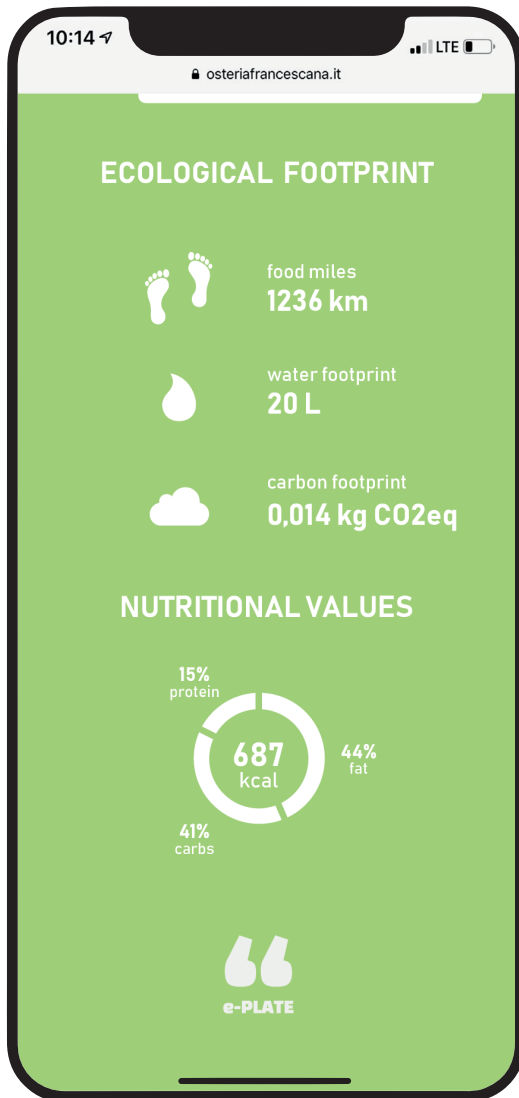 10:14
LTE
osteriafrancescana.it
ECOLOGICAL FOOTPRINT
food miles
1236 km
water footprint
20 L
carbon footprint
0,014 kg CO2eq
NUTRITIONAL VALUES
15%
protein
687
kcal
44%
fat
41%
carbs
e-PLATE